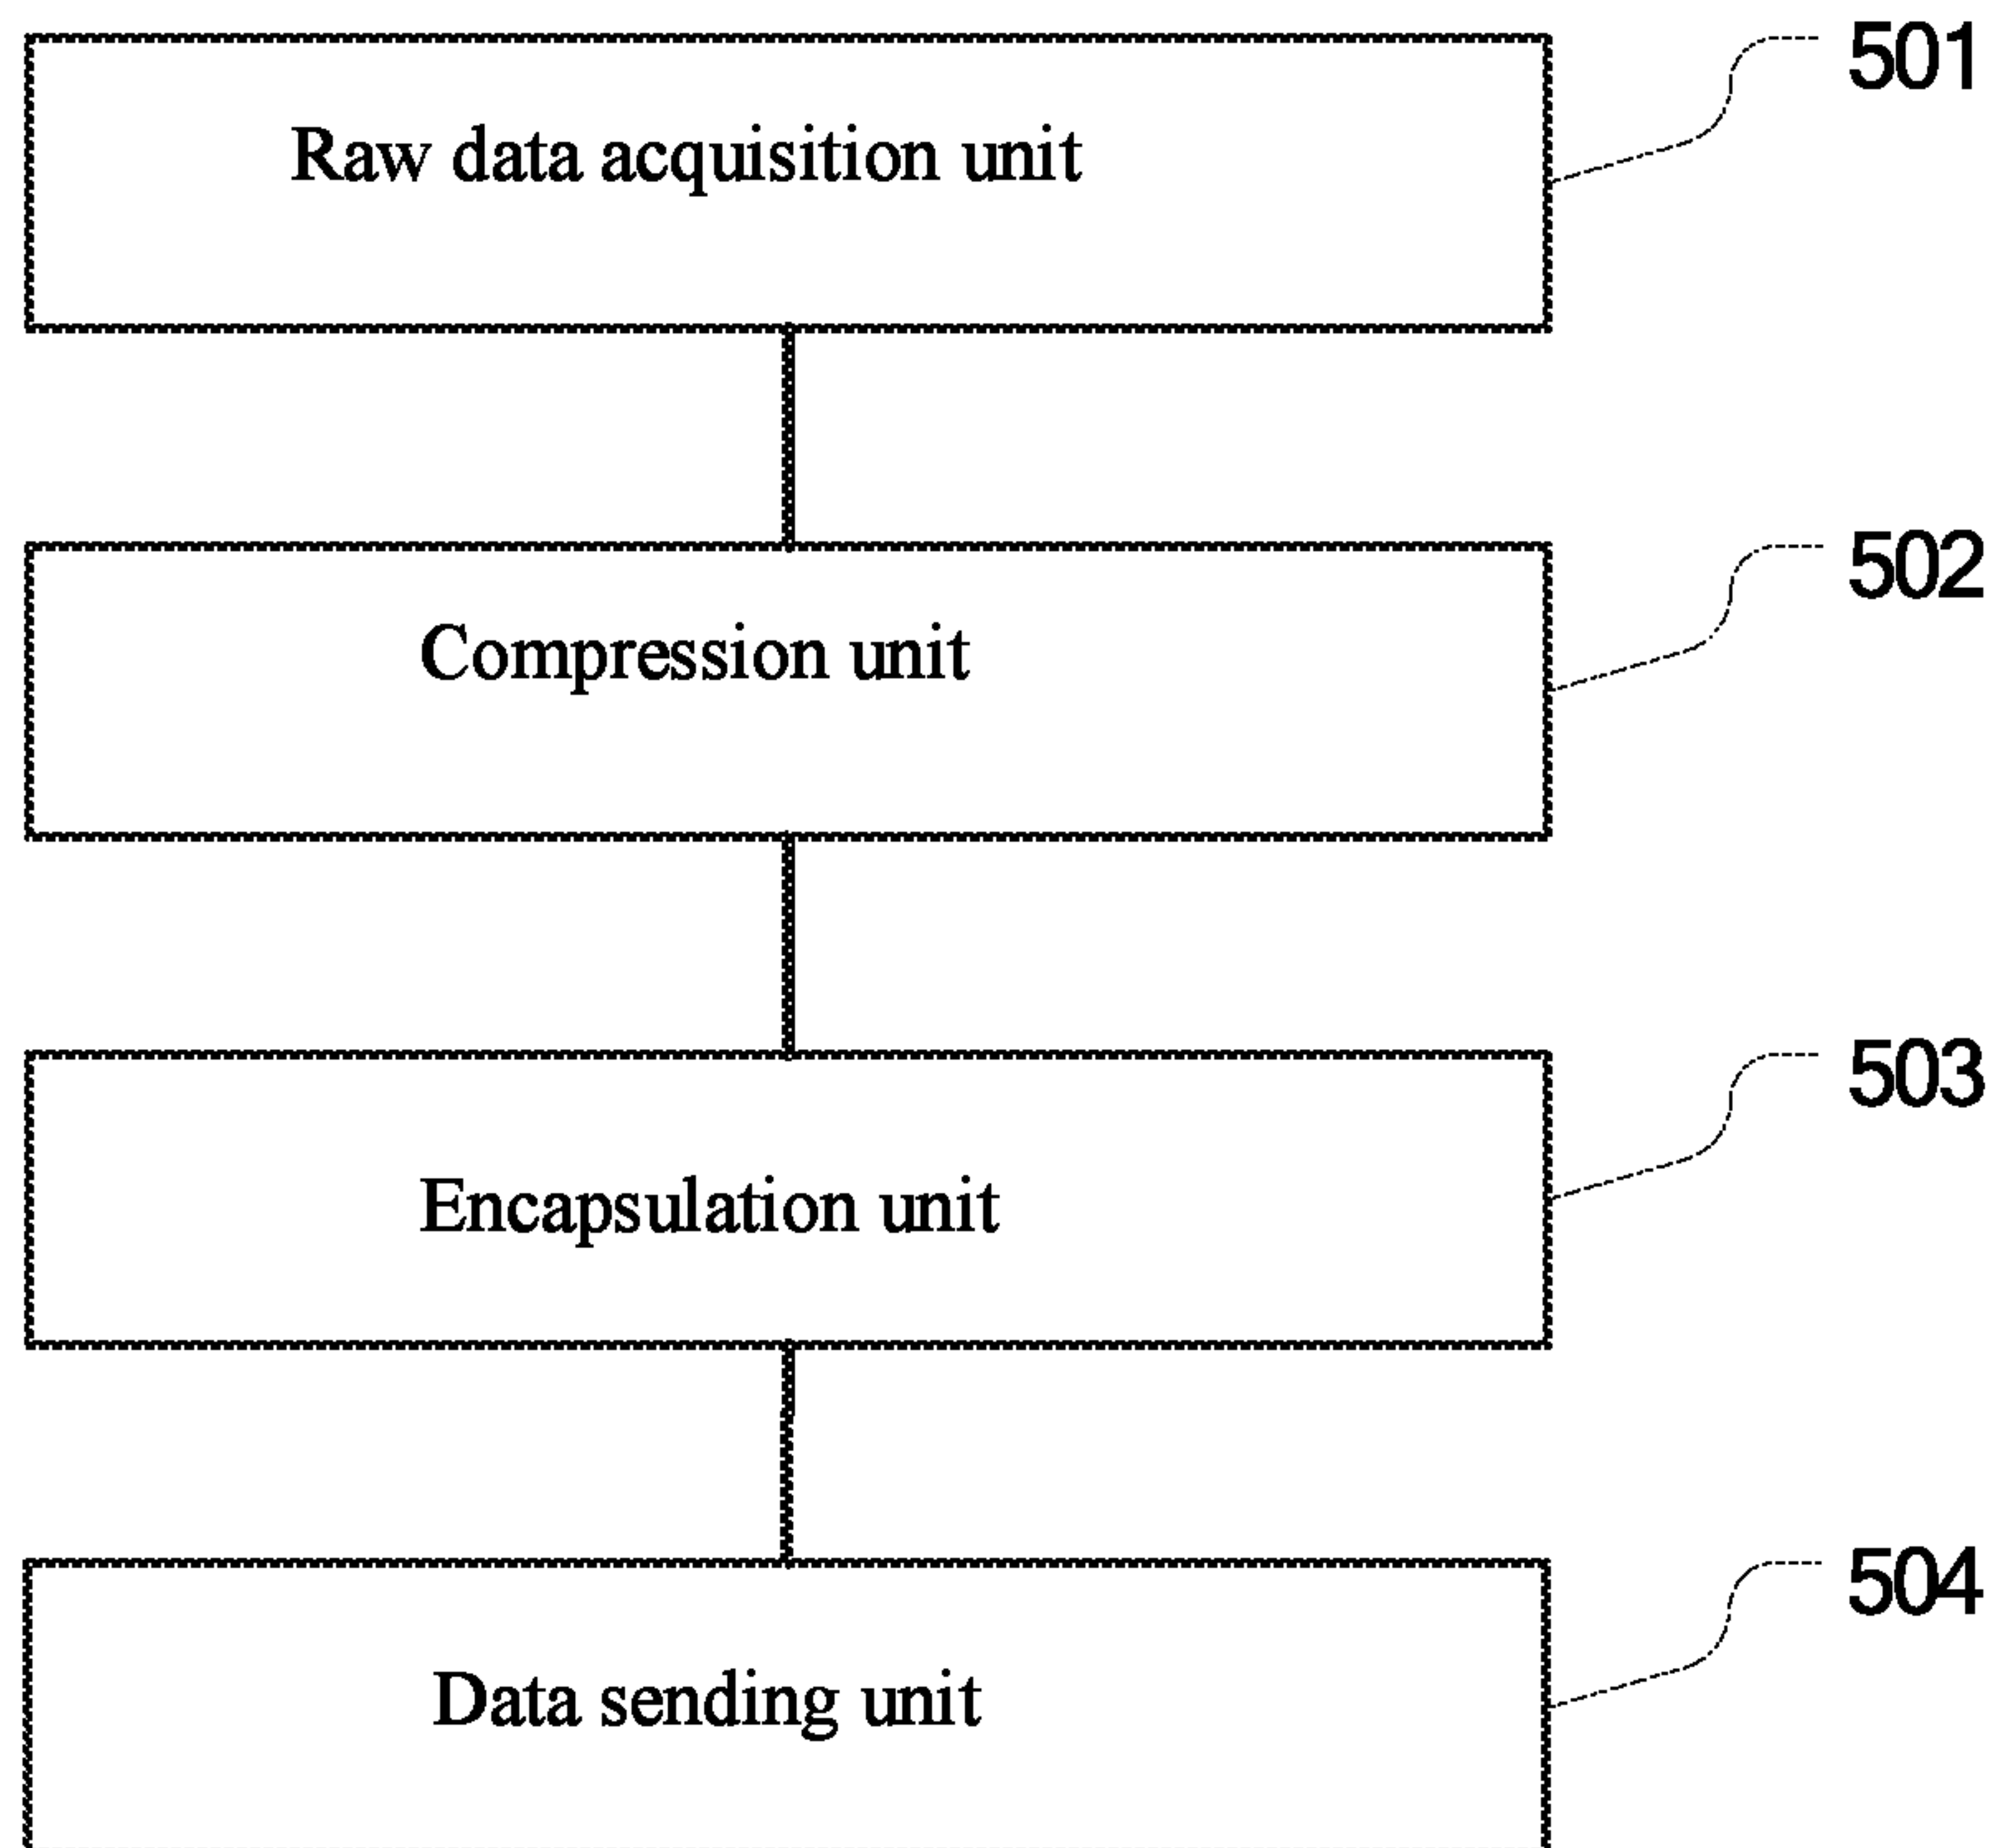 501
Raw data acquisition unit
502
Compression unit
503
Encapsulation unit
504
Data sending unit